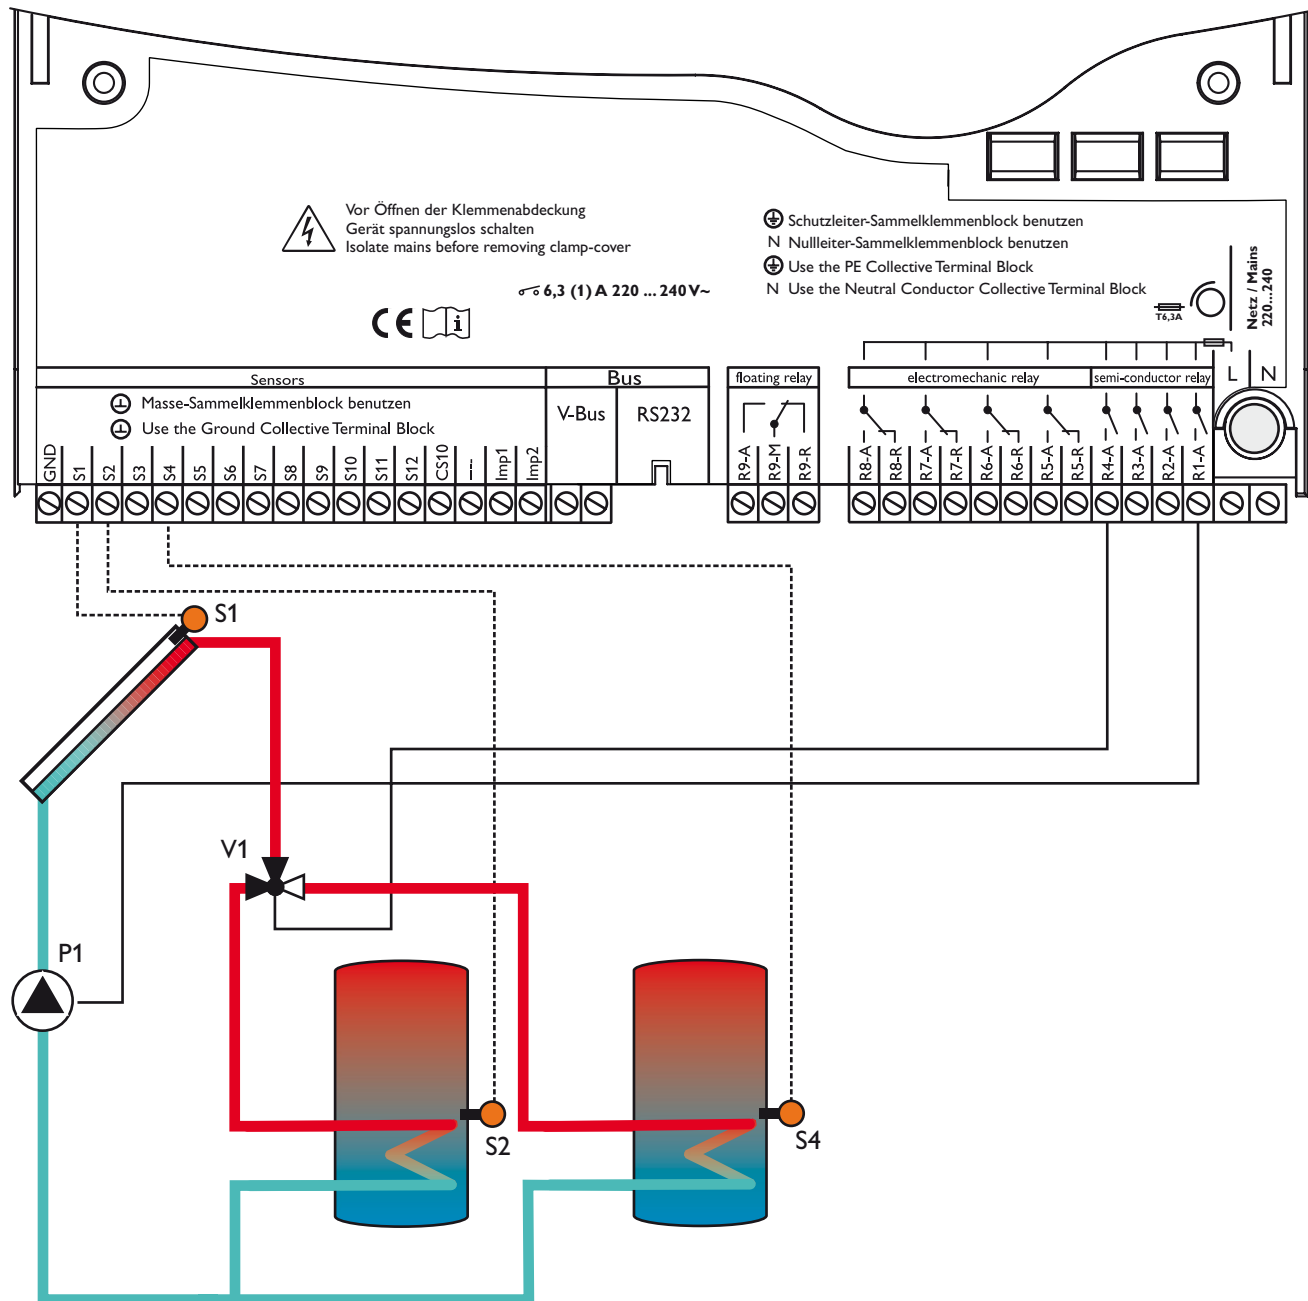 Vor Öffnen der Klemmenabdeckung
Gerät spannungslos schalten
Isolate mains before removing clamp-cover
6,3 (1) A 220 ... 240 V~
CE i
Schutzleiter-Sammelklemmenblock benutzen
N Nullleiter-Sammelklemmenblock benutzen
Use the PE Collective Terminal Block
N Use the Neutral Conductor Collective Terminal Block
T6,3A
Netz / Mains
220...240
L N
Sensors
Masse-Sammelklemmenblock benutzen
Use the Ground Collective Terminal Block
Bus
V-Bus RS232
floating relay
electromechanic relay
semi-conductor relay
GND S1 S2 S3 S4 S5 S6 S7 S8 S9 S10 S11 S12 CS10 --- Imp1 Imp2
R9-A R9-M R9-R
R8-A R8-R R7-A R7-R R6-A R6-R R5-A R5-R R4-A R3-A R2-A R1-A
S1
V1
P1
S2
S4